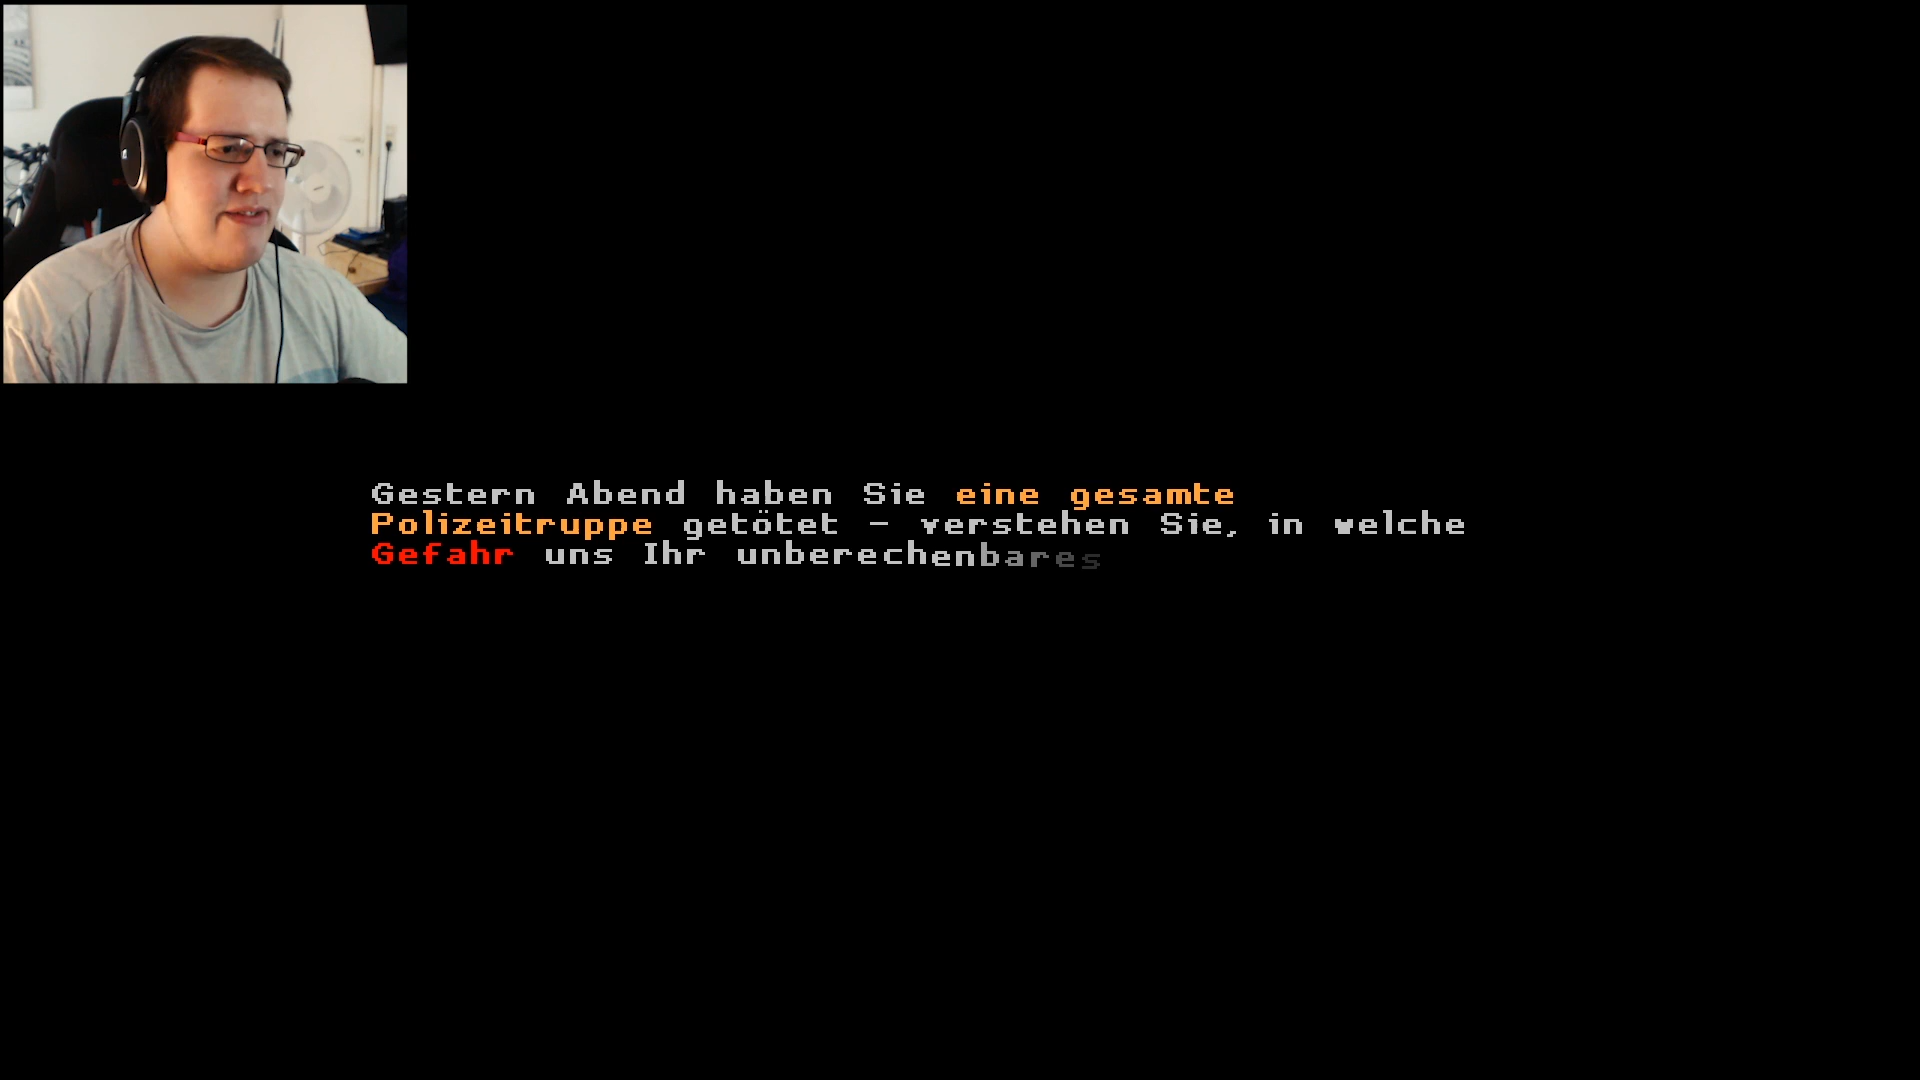 Gestern Abend haben Sie eine gesamte
Polizeitruppe getötet - verstehen Sie, in welche
Gefahr uns Ihr unberechenbares